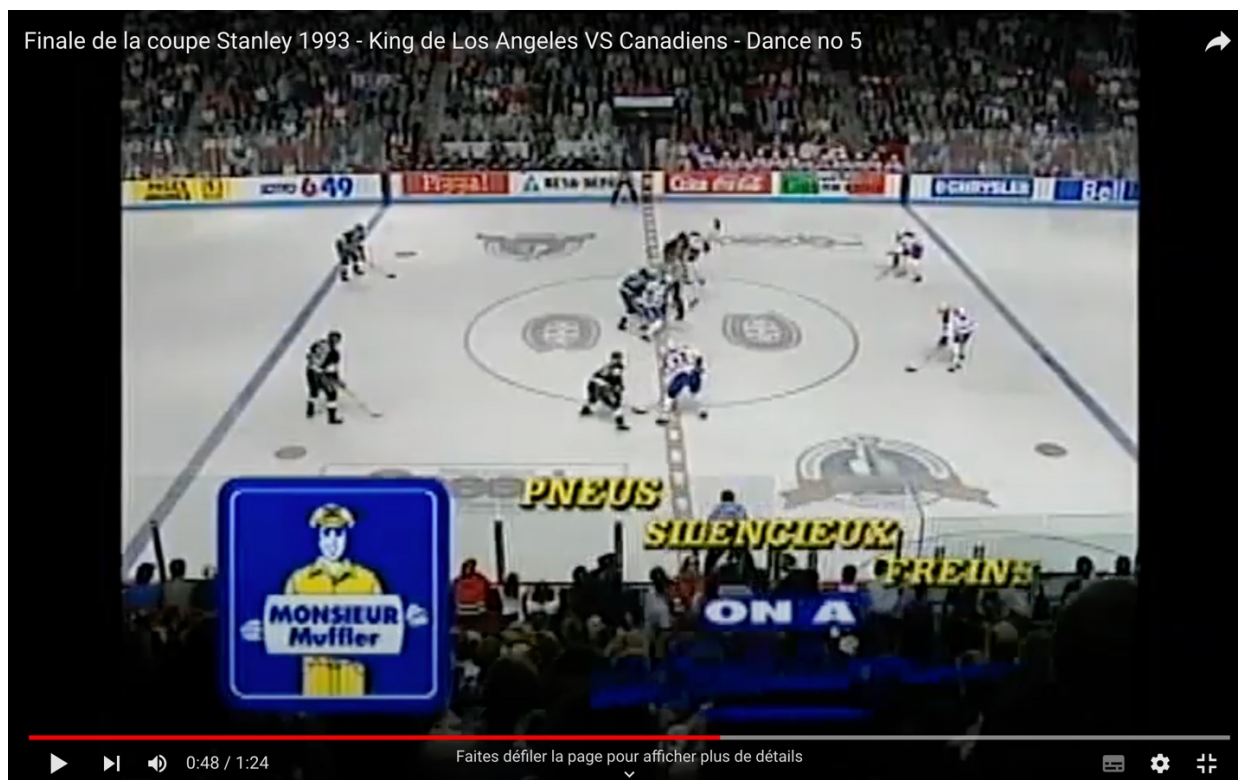 Finale de la coupe Stanley 1993 - King de Los Angeles VS Canadiens - Dance no 5
6/49
Pizza!
Coca-Cola
CHRYSLER
Bell
PNEUS
SILENCIEUX
FREINS
ON A
MONSIEUR
Muffler
0:48 / 1:24
Faites défiler la page pour afficher plus de détails